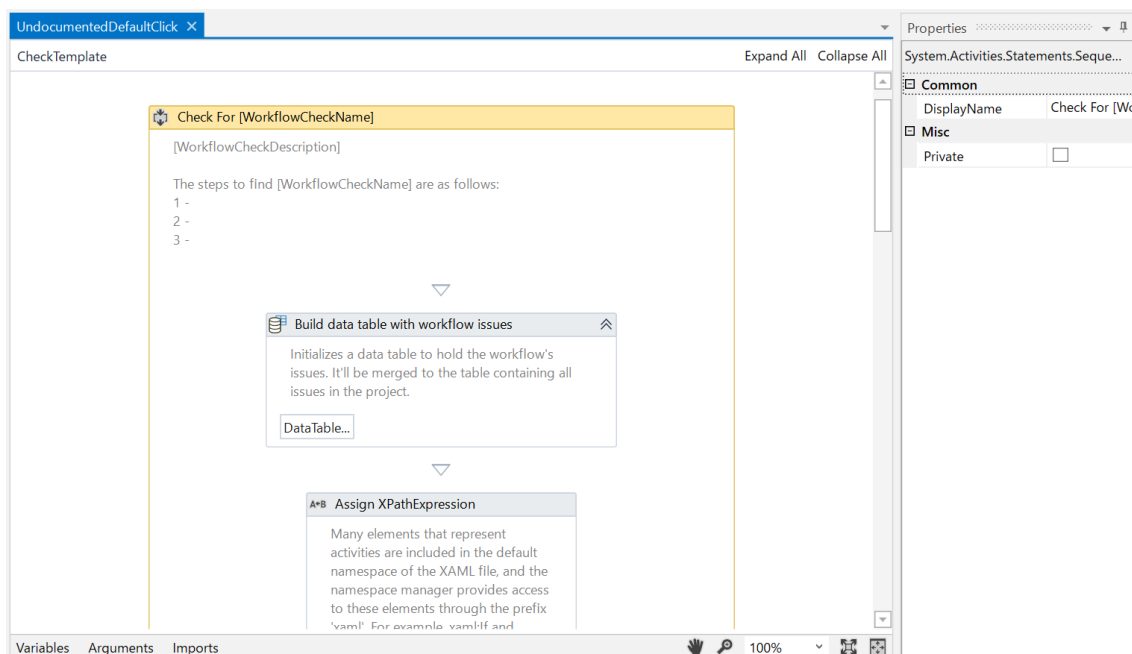 UndocumentedDefaultClick
Properties
CheckTemplate
Expand All Collapse All
System.Activities.Statements.Seque...
Common
DisplayName Check For [Wo
Misc
Private
Check For [WorkflowCheckName]
[WorkflowCheckDescription]
The steps to find [WorkflowCheckName] are as follows:
1 -
2 -
3 -
Build data table with workflow issues
Initializes a data table to hold the workflow's
issues. It'll be merged to the table containing all
issues in the project.
DataTable...
A+B Assign XPathExpression
Many elements that represent
activities are included in the default
namespace of the XAML file, and the
namespace manager provides access
to these elements through the prefix
'xaml'. For example, xaml:If and
Variables Arguments Imports
100%